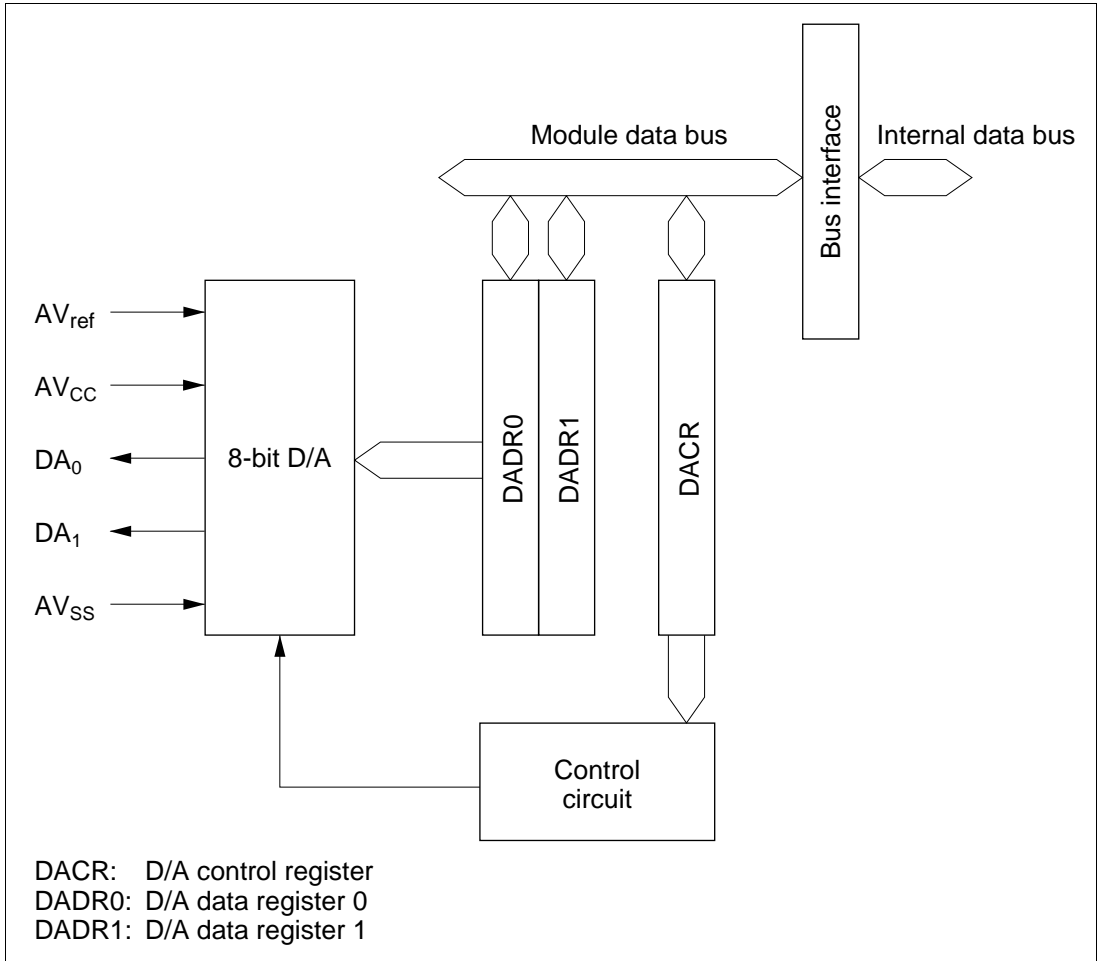 Module data bus
Internal data bus
Bus interface
AVref
AVCC
DA0
DA1
AVSS
8-bit D/A
DADR0
DADR1
DACR
Control
circuit
DACR: D/A control register
DADR0: D/A data register 0
DADR1: D/A data register 1